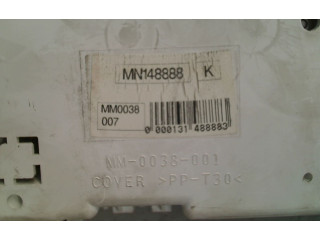 MN148888 K
MM0038
007
0 000131 488883
MM-0038-001
COVER >PP-T30<